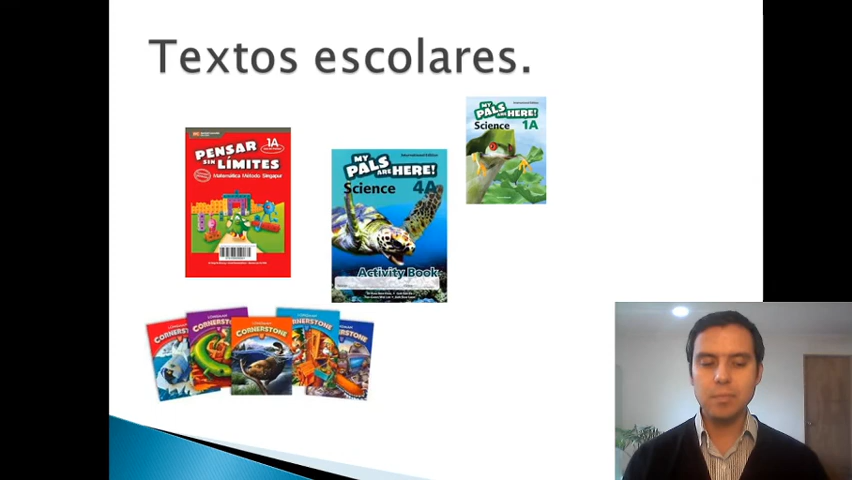 Textos escolares.
PENSAR
SIN LÍMITES
1A
Matemática Método Singapur
MY
PALS
ARE HERE!
Science 4A
Activity Book
MY
PALS
ARE HERE!
Science 1A
CORNERSTONE
CORNERSTONE
CORNERSTONE
CORNERSTONE
CORNERSTONE